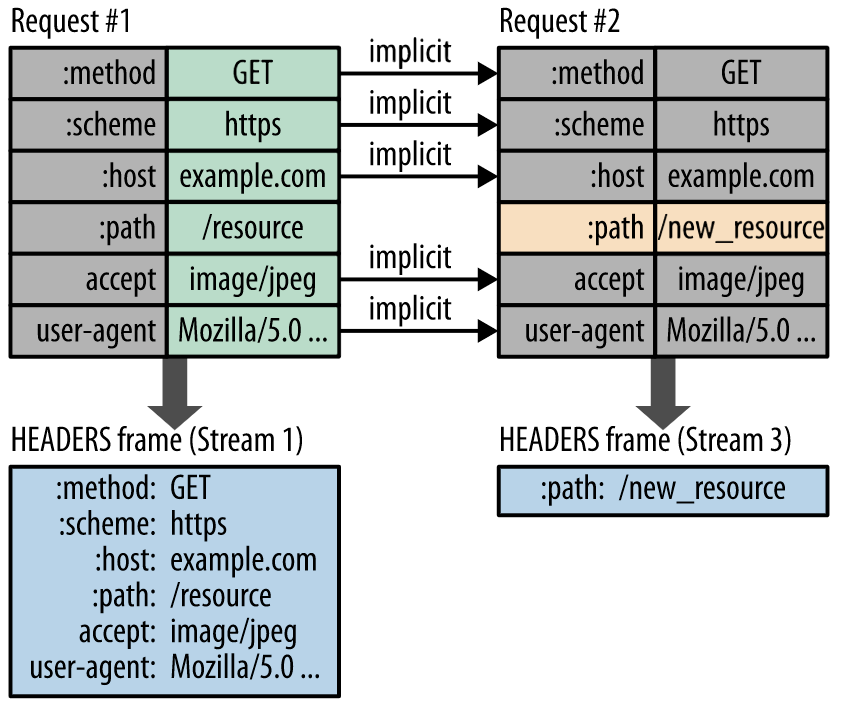 Request #1
:method GET
:scheme https
:host example.com
:path /resource
accept image/jpeg
user-agent Mozilla/5.0 ...
implicit
implicit
implicit
implicit
implicit
Request #2
:method GET
:scheme https
:host example.com
:path /new_resource
accept image/jpeg
user-agent Mozilla/5.0 ...
HEADERS frame (Stream 1)
:method: GET
:scheme: https
:host: example.com
:path: /resource
accept: image/jpeg
user-agent: Mozilla/5.0 ...
HEADERS frame (Stream 3)
:path: /new_resource